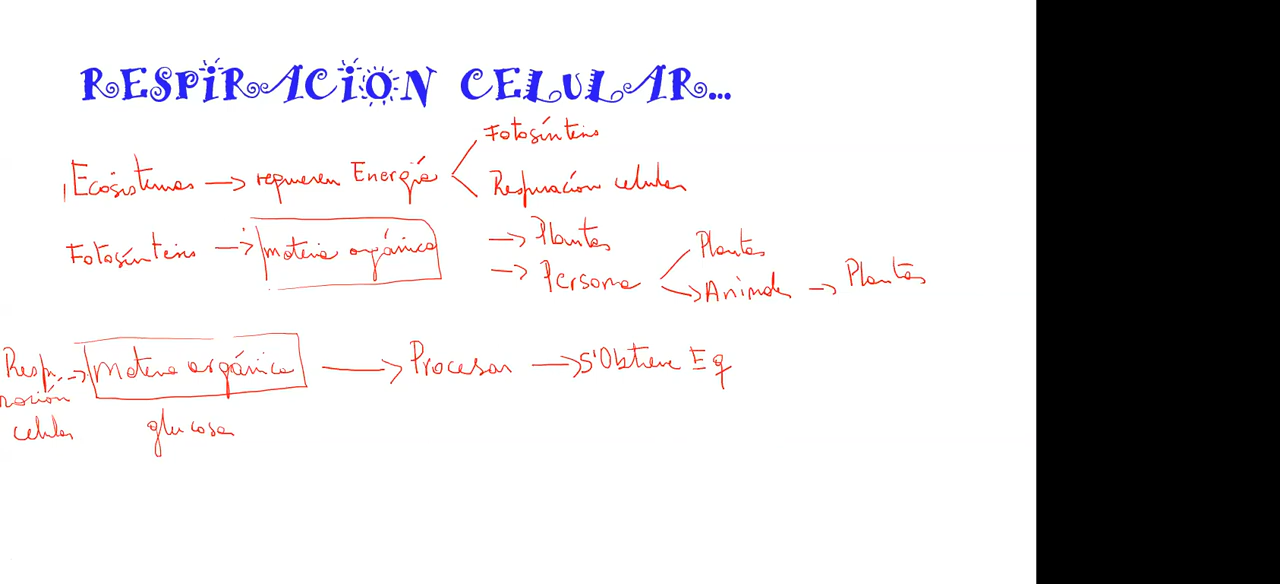 RESPIRACION CELULAR...
Fotosíntesis
Ecosistemas → requieren Energía
Respiración celular
Fotosíntesis → materia orgánica
→ Plantas
→ Persona
Plantas
→ Animales → Plantas
Respiración celular → materia orgánica → Procesar → s'Obtiene Eq
glucosa